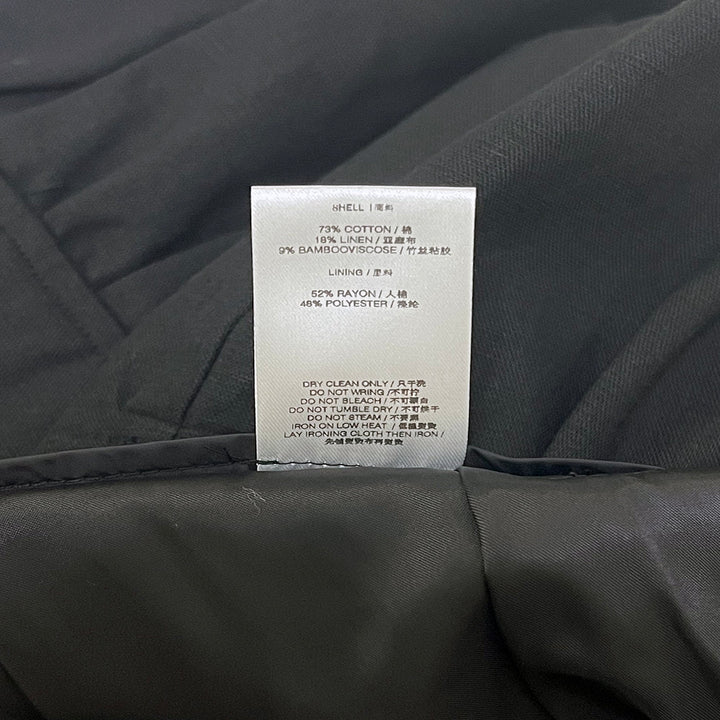 SHELL / 面料
73% COTTON / 棉
18% LINEN / 亚麻布
9% BAMBOOVISCOSE / 竹丝粘胶
LINING / 里料
52% RAYON / 人棉
48% POLYESTER / 涤纶
DRY CLEAN ONLY / 只干洗
DO NOT WRING / 不可拧
DO NOT BLEACH / 不可漂白
DO NOT TUMBLE DRY / 不可烘干
DO NOT STEAM / 不要蒸
IRON ON LOW HEAT / 低温熨烫
LAY IRONING CLOTH THEN IRON /
先铺熨烫布再熨烫